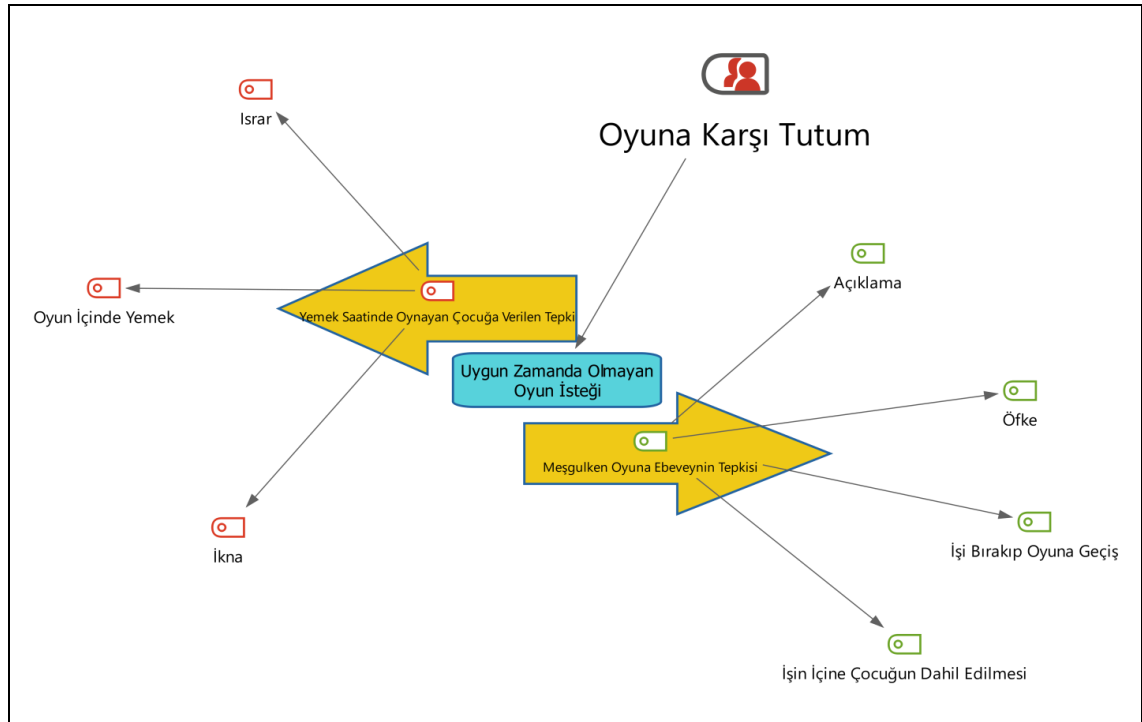 Oyuna Karşı Tutum
Israr
Açıklama
Oyun İçinde Yemek
Yemek Saatinde Oynayan Çocuğa Verilen Tepki
Uygun Zamanda Olmayan
Oyun İsteği
Öfke
Meşgulken Oyuna Ebeveynin Tepkisi
İkna
İşi Bırakıp Oyuna Geçiş
İşin İçine Çocuğun Dahil Edilmesi